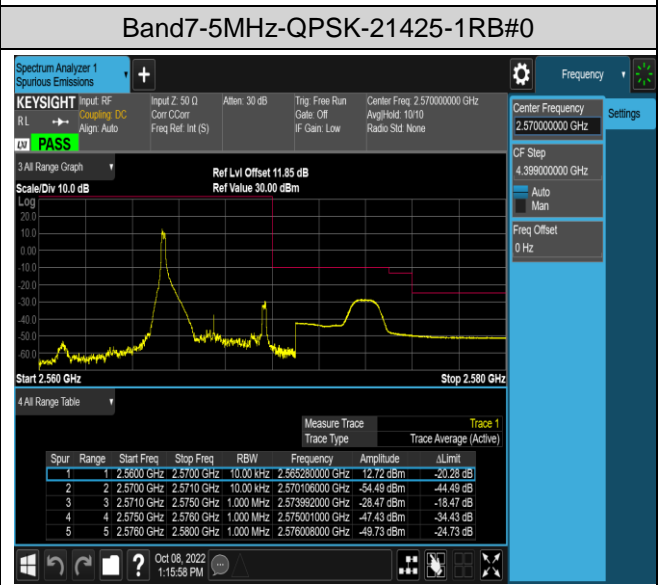 Band7-5MHz-QPSK-21425-1RB#0
Spectrum Analyzer 1
Spurious Emissions
+
Frequency
KEYSIGHT
RL
LXI
PASS
Input: RF
Coupling: DC
Align: Auto
Input Z: 50 Ω
Corr CCorr
Freq Ref: Int (S)
Atten: 30 dB
Trig: Free Run
Gate: Off
IF Gain: Low
Center Freq: 2.570000000 GHz
Avg|Hold: 10/10
Radio Std: None
Center Frequency
2.570000000 GHz
Settings
CF Step
4.399000000 GHz
Auto
Man
Freq Offset
0 Hz
3 All Range Graph
Scale/Div 10.0 dB
Ref Lvl Offset 11.85 dB
Ref Value 30.00 dBm
Log
20.0
10.0
0.00
-10.0
-20.0
-30.0
-40.0
-50.0
-60.0
Start 2.560 GHz
Stop 2.580 GHz
4 All Range Table
Measure Trace Trace 1
Trace Type Trace Average (Active)
Spur Range Start Freq Stop Freq RBW Frequency Amplitude ΔLimit
1 1 2.5600 GHz 2.5700 GHz 10.00 kHz 2.565280000 GHz 12.72 dBm -20.28 dB
2 2 2.5700 GHz 2.5710 GHz 10.00 kHz 2.570106000 GHz -54.49 dBm -44.49 dB
3 3 2.5710 GHz 2.5750 GHz 1.000 MHz 2.573992000 GHz -28.47 dBm -18.47 dB
4 4 2.5750 GHz 2.5760 GHz 1.000 MHz 2.575001000 GHz -47.43 dBm -34.43 dB
5 5 2.5760 GHz 2.5800 GHz 1.000 MHz 2.576008000 GHz -49.73 dBm -24.73 dB
?
Oct 08, 2022
1:15:58 PM